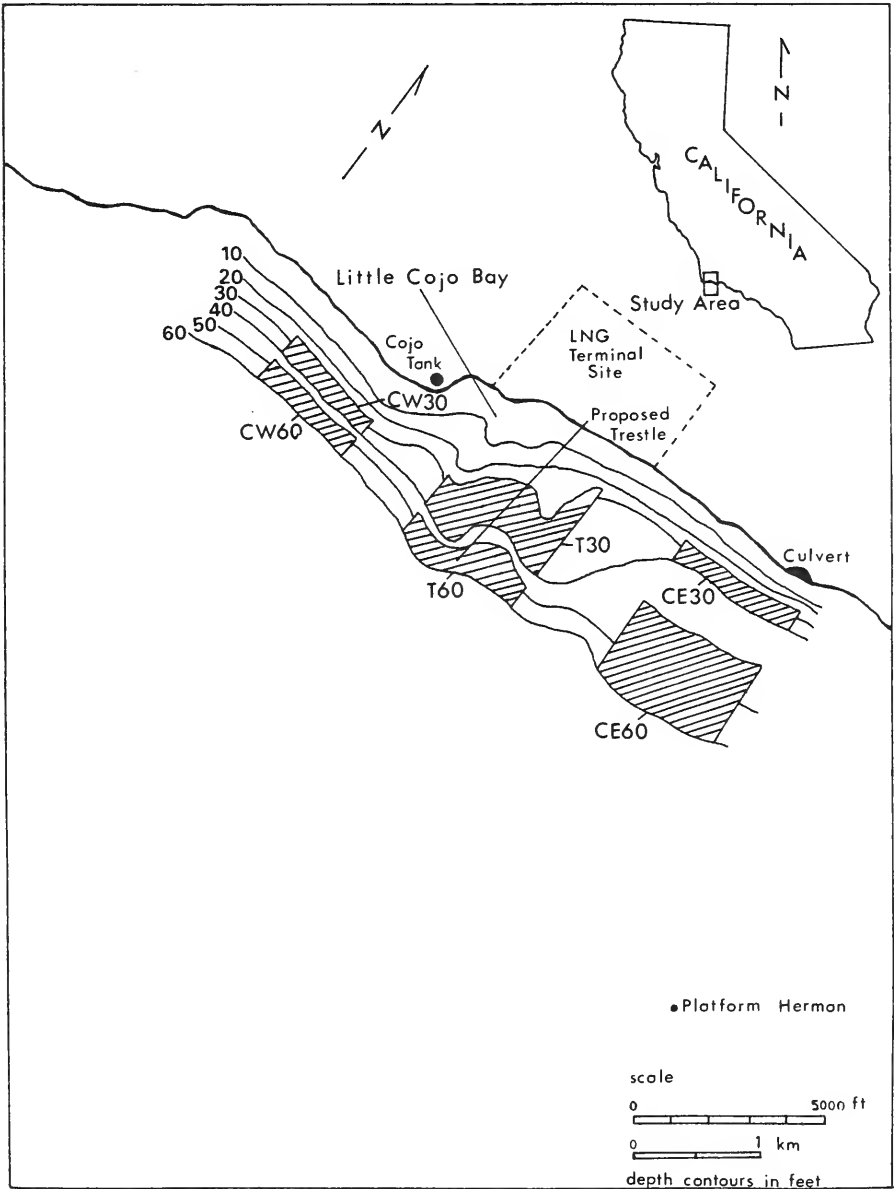 N
N
CALIFORNIA
Study Area
10
20
30
40
50
60
Little Cojo Bay
LNG
Terminal
Site
Cojo
Tank
Proposed
Trestle
CW30
CW60
T30
T60
Culvert
CE30
CE60
Platform Herman
scale
0 5000 ft
0 1 km
depth contours in feet